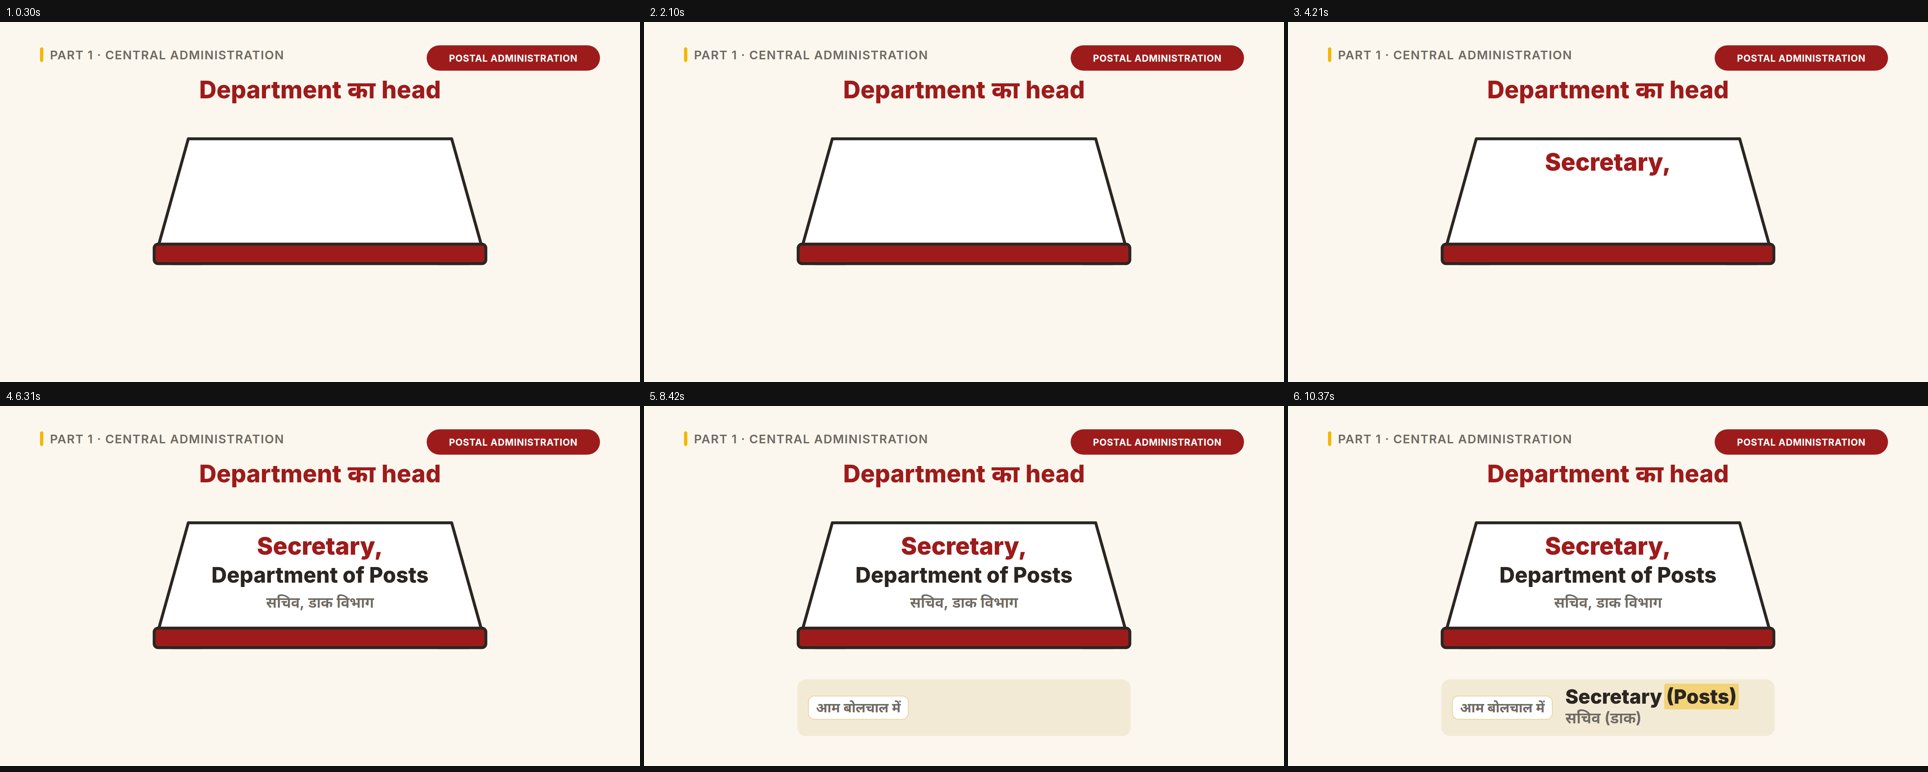 1. 0.30s
PART 1 · CENTRAL ADMINISTRATION
POSTAL ADMINISTRATION
Department का head
2. 2.10s
PART 1 · CENTRAL ADMINISTRATION
POSTAL ADMINISTRATION
Department का head
3. 4.21s
PART 1 · CENTRAL ADMINISTRATION
POSTAL ADMINISTRATION
Department का head
Secretary,
4. 6.31s
PART 1 · CENTRAL ADMINISTRATION
POSTAL ADMINISTRATION
Department का head
Secretary,
Department of Posts
सचिव, डाक विभाग
5. 8.42s
PART 1 · CENTRAL ADMINISTRATION
POSTAL ADMINISTRATION
Department का head
Secretary,
Department of Posts
सचिव, डाक विभाग
आम बोलचाल में
6. 10.37s
PART 1 · CENTRAL ADMINISTRATION
POSTAL ADMINISTRATION
Department का head
Secretary,
Department of Posts
सचिव, डाक विभाग
आम बोलचाल में
Secretary (Posts)
सचिव (डाक)